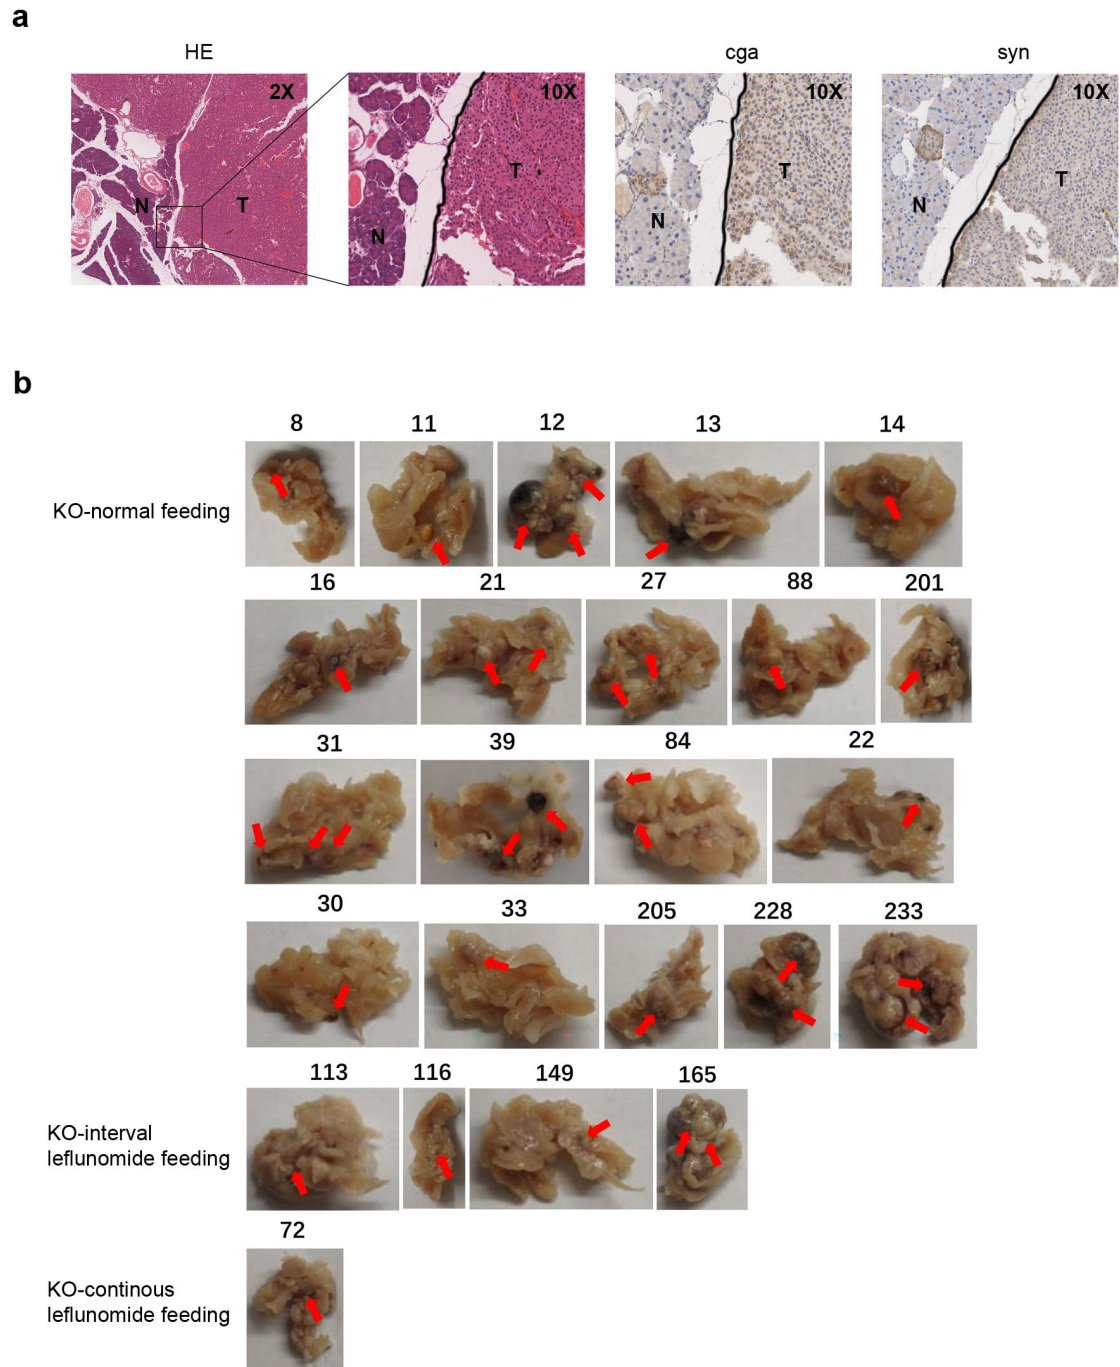 a
HE
cga
syn
2X
10X
10X
10X
N
T
N
T
N
T
N
T
b
8
11
12
13
14
KO-normal feeding
16
21
27
88
201
31
39
84
22
30
33
205
228
233
113
116
149
165
KO-interval
leflunomide feeding
72
KO-continous
leflunomide feeding